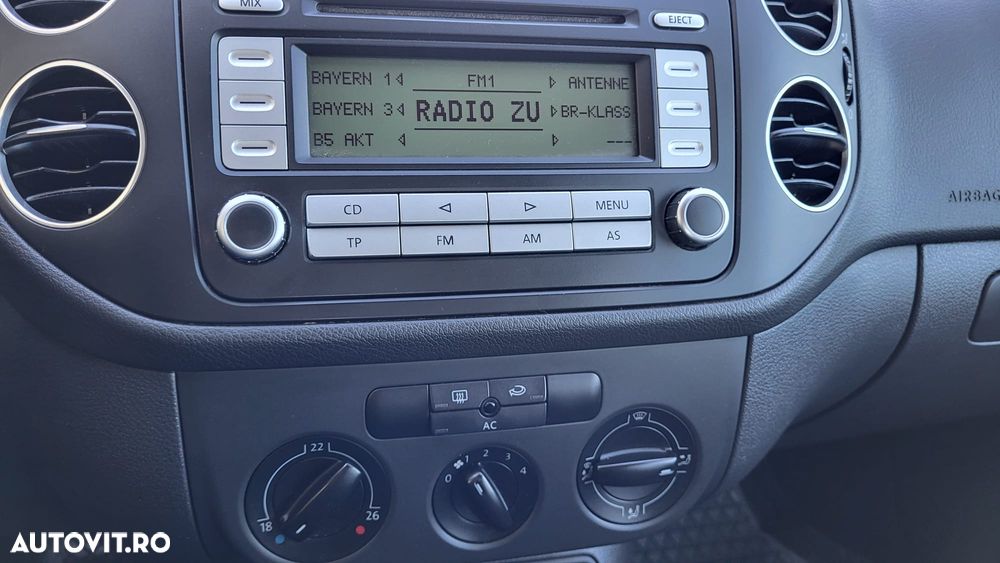 MIX
EJECT
BAYERN 1 FM1 ANTENNE
BAYERN 3 RADIO ZU BR-KLASS
B5 AKT ---
CD MENU
TP FM AM AS
AIRBAG
AC
22
18 26
0 1 2 3 4
AUTOVIT.RO